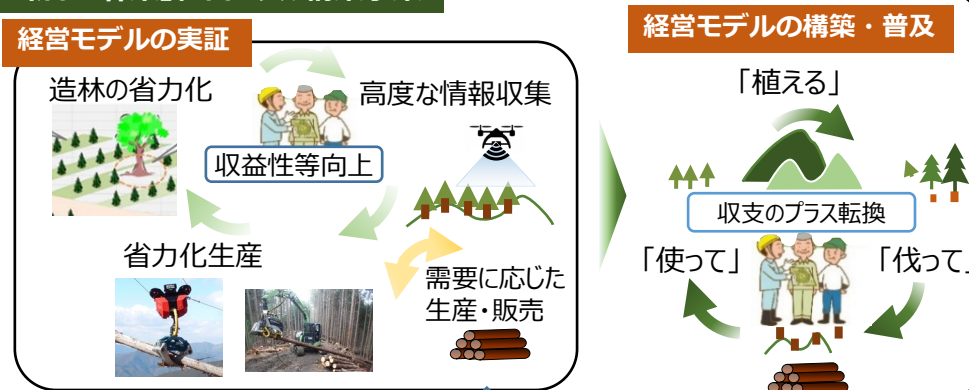 経営モデルの実証
造林の省力化
高度な情報収集
収益性等向上
省力化生産
需要に応じた
生産・販売
経営モデルの構築・普及
「植える」
収支のプラス転換
「使って」
「伐って」